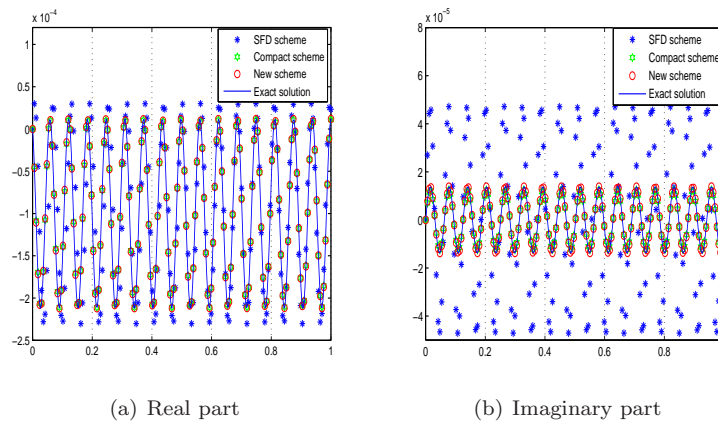 x 10⁻⁴
1
0.5
0
−0.5
−1
−1.5
−2
−2.5
0
0.2
0.4
0.6
0.8
1
SFD scheme
Compact scheme
New scheme
Exact solution
(a) Real part
x 10⁻⁵
8
6
4
2
0
−2
−4
0
0.2
0.4
0.6
0.8
SFD scheme
Compact scheme
New scheme
Exact solution
(b) Imaginary part